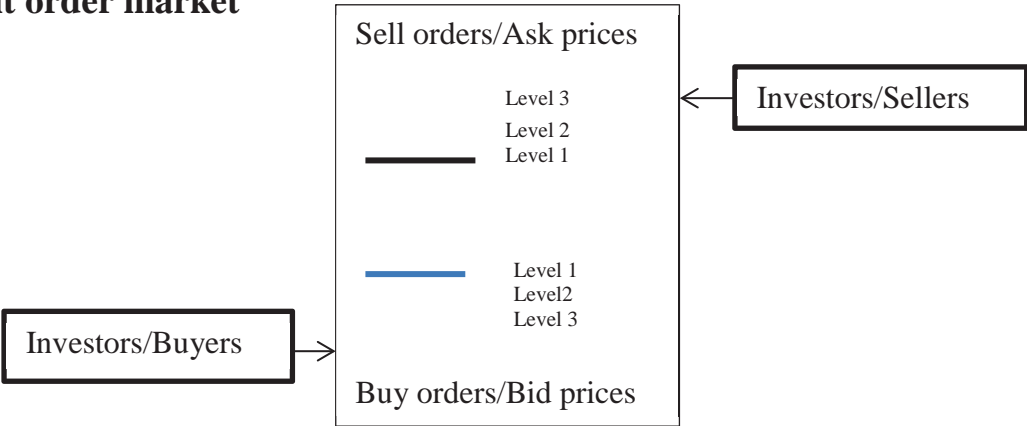 order market
Sell orders/Ask prices
Investors/Sellers
Level 3
Level 2
Level 1
Level 1
Level2
Level 3
Investors/Buyers
Buy orders/Bid prices